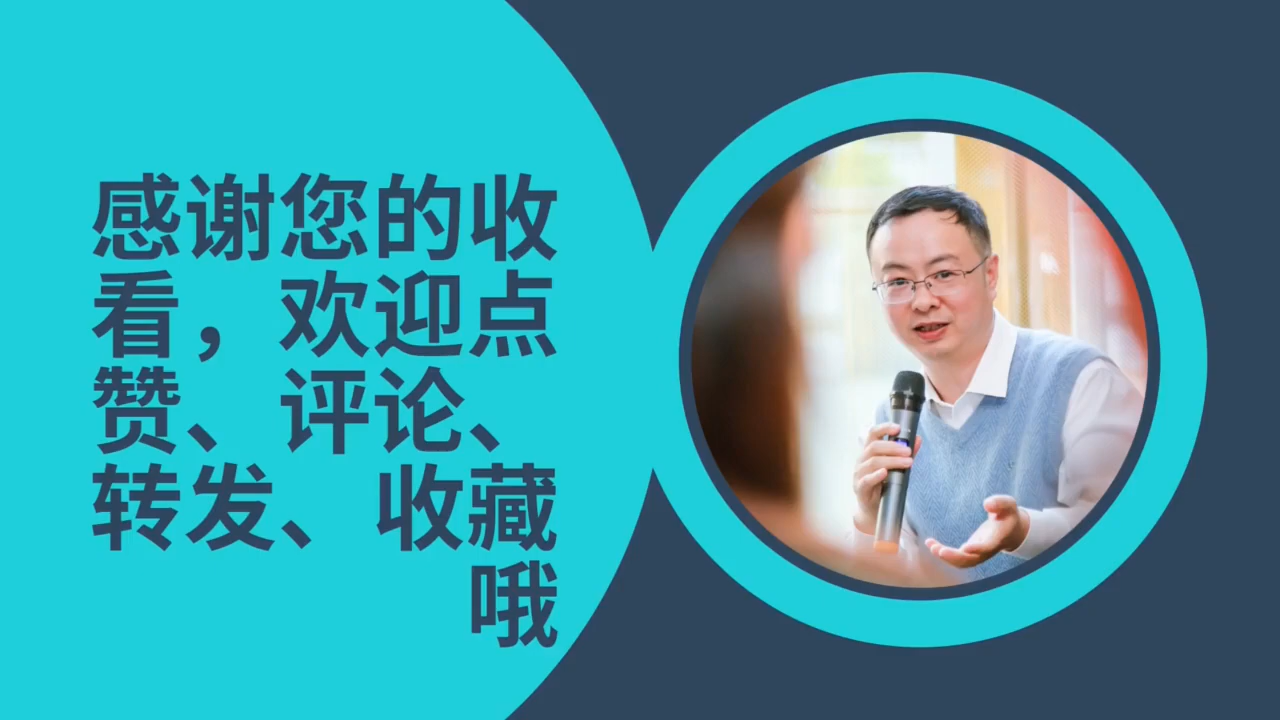 感谢您的收
看，欢迎点
赞、评论、
转发、收藏
哦